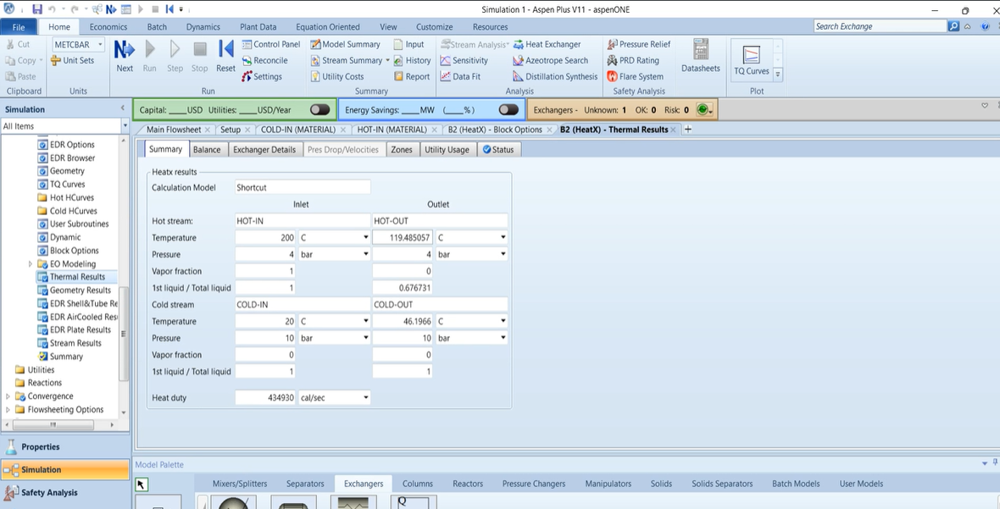 Simulation 1 - Aspen Plus V11 - aspenONE
File Home Economics Batch Dynamics Plant Data Equation Oriented View Customize Resources Search Exchange
Cut METCBAR Control Panel Model Summary Input Stream Analysis Heat Exchanger Pressure Relief
Copy Unit Sets Next Run Step Stop Reset Reconcile Stream Summary History Sensitivity Azeotrope Search PRD Rating Datasheets TQ Curves
Paste Settings Utility Costs Report Data Fit Distillation Synthesis Flare System
Clipboard Units Run Summary Analysis Safety Analysis Plot
Simulation Capital: ____USD Utilities: ____USD/Year Energy Savings: ____MW (____%) Exchangers - Unknown: 1 OK: 0 Risk: 0
All Items Main Flowsheet Setup COLD-IN (MATERIAL) HOT-IN (MATERIAL) B2 (HeatX) - Block Options B2 (HeatX) - Thermal Results +
EDR Options
EDR Browser
Geometry
TQ Curves
Hot HCurves
Cold HCurves
User Subroutines
Dynamic
Block Options
EO Modeling
Thermal Results
Geometry Results
EDR Shell&Tube Re
EDR AirCooled Res
EDR Plate Results
Stream Results
Summary
Utilities
Reactions
Convergence
Flowsheeting Options
Properties
Simulation
Safety Analysis
Summary Balance Exchanger Details Pres Drop/Velocities Zones Utility Usage Status
Heatx results
Calculation Model Shortcut
Inlet Outlet
Hot stream: HOT-IN HOT-OUT
Temperature 200 C 119.485057 C
Pressure 4 bar 4 bar
Vapor fraction 1 0
1st liquid / Total liquid 1 0.676731
Cold stream COLD-IN COLD-OUT
Temperature 20 C 46.1966 C
Pressure 10 bar 10 bar
Vapor fraction 0 0
1st liquid / Total liquid 1 1
Heat duty 434930 cal/sec
Model Palette
Mixers/Splitters Separators Exchangers Columns Reactors Pressure Changers Manipulators Solids Solids Separators Batch Models User Models
Q